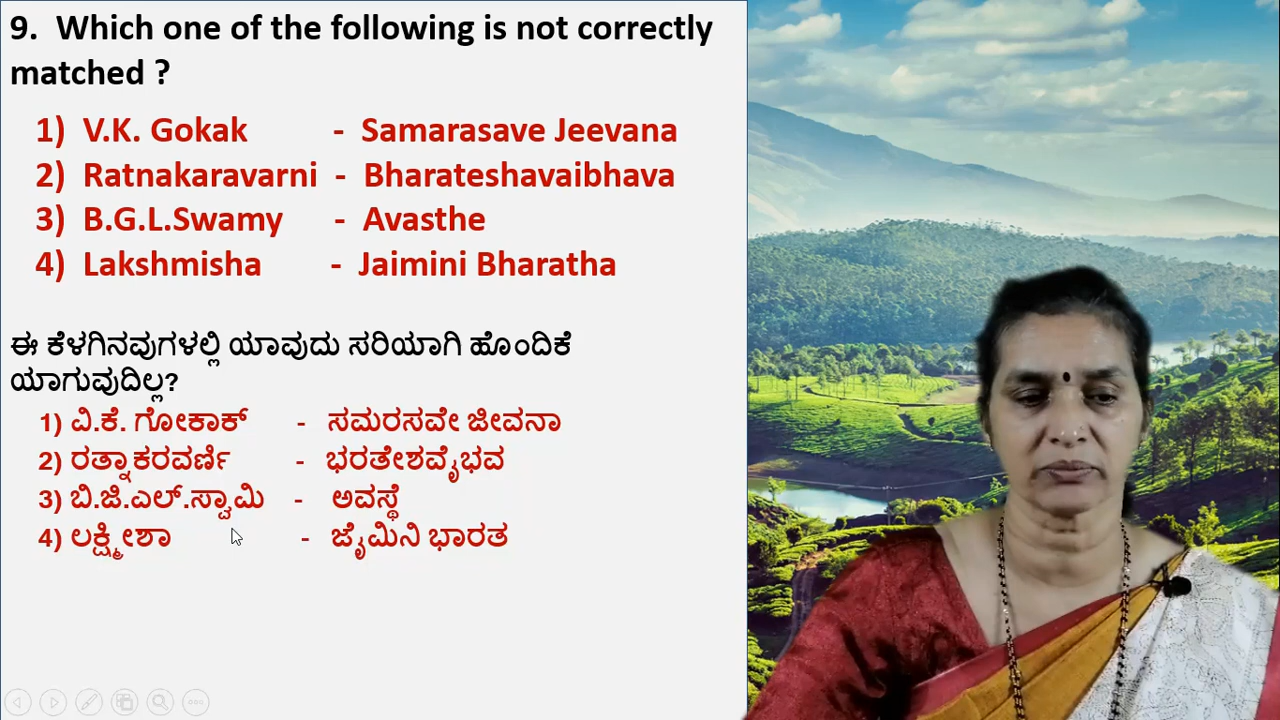 9. Which one of the following is not correctly
matched ?
1) V.K. Gokak - Samarasave Jeevana
2) Ratnakaravarni - Bharateshavaibhava
3) B.G.L.Swamy - Avasthe
4) Lakshmisha - Jaimini Bharatha
ಈ ಕೆಳಗಿನವುಗಳಲ್ಲಿ ಯಾವುದು ಸರಿಯಾಗಿ ಹೊಂದಿಕೆ
ಯಾಗುವುದಿಲ್ಲ?
1) ವಿ.ಕೆ. ಗೋಕಾಕ್ - ಸಮರಸವೇ ಜೀವನಾ
2) ರತ್ನಾಕರವರ್ಣಿ - ಭರತೇಶವೈಭವ
3) ಬಿ.ಜಿ.ಎಲ್.ಸ್ವಾಮಿ - ಅವಸ್ಥೆ
4) ಲಕ್ಷ್ಮೀಶಾ - ಜೈಮಿನಿ ಭಾರತ